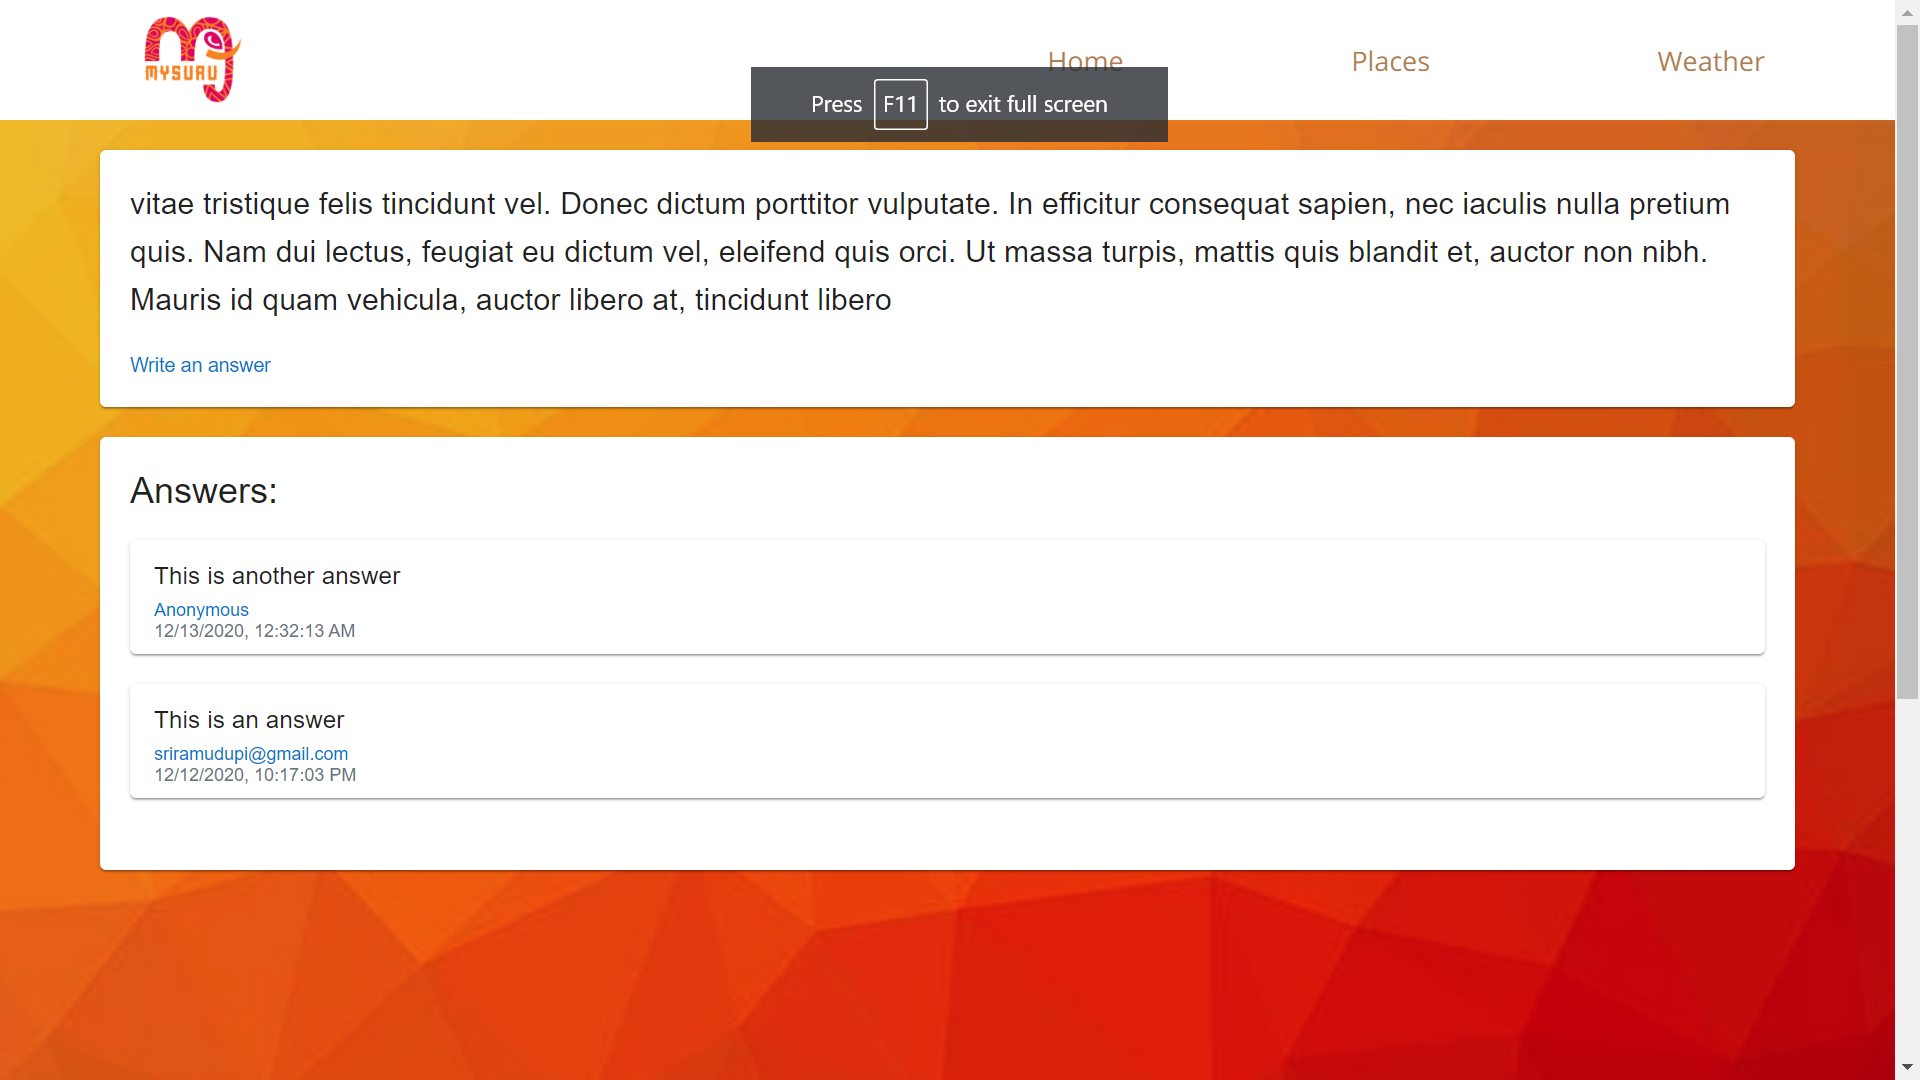 MYSURU
Home
Places
Weather
Press F11 to exit full screen
vitae tristique felis tincidunt vel. Donec dictum porttitor vulputate. In efficitur consequat sapien, nec iaculis nulla pretium
quis. Nam dui lectus, feugiat eu dictum vel, eleifend quis orci. Ut massa turpis, mattis quis blandit et, auctor non nibh.
Mauris id quam vehicula, auctor libero at, tincidunt libero
Write an answer
Answers:
This is another answer
Anonymous
12/13/2020, 12:32:13 AM
This is an answer
sriramudupi@gmail.com
12/12/2020, 10:17:03 PM